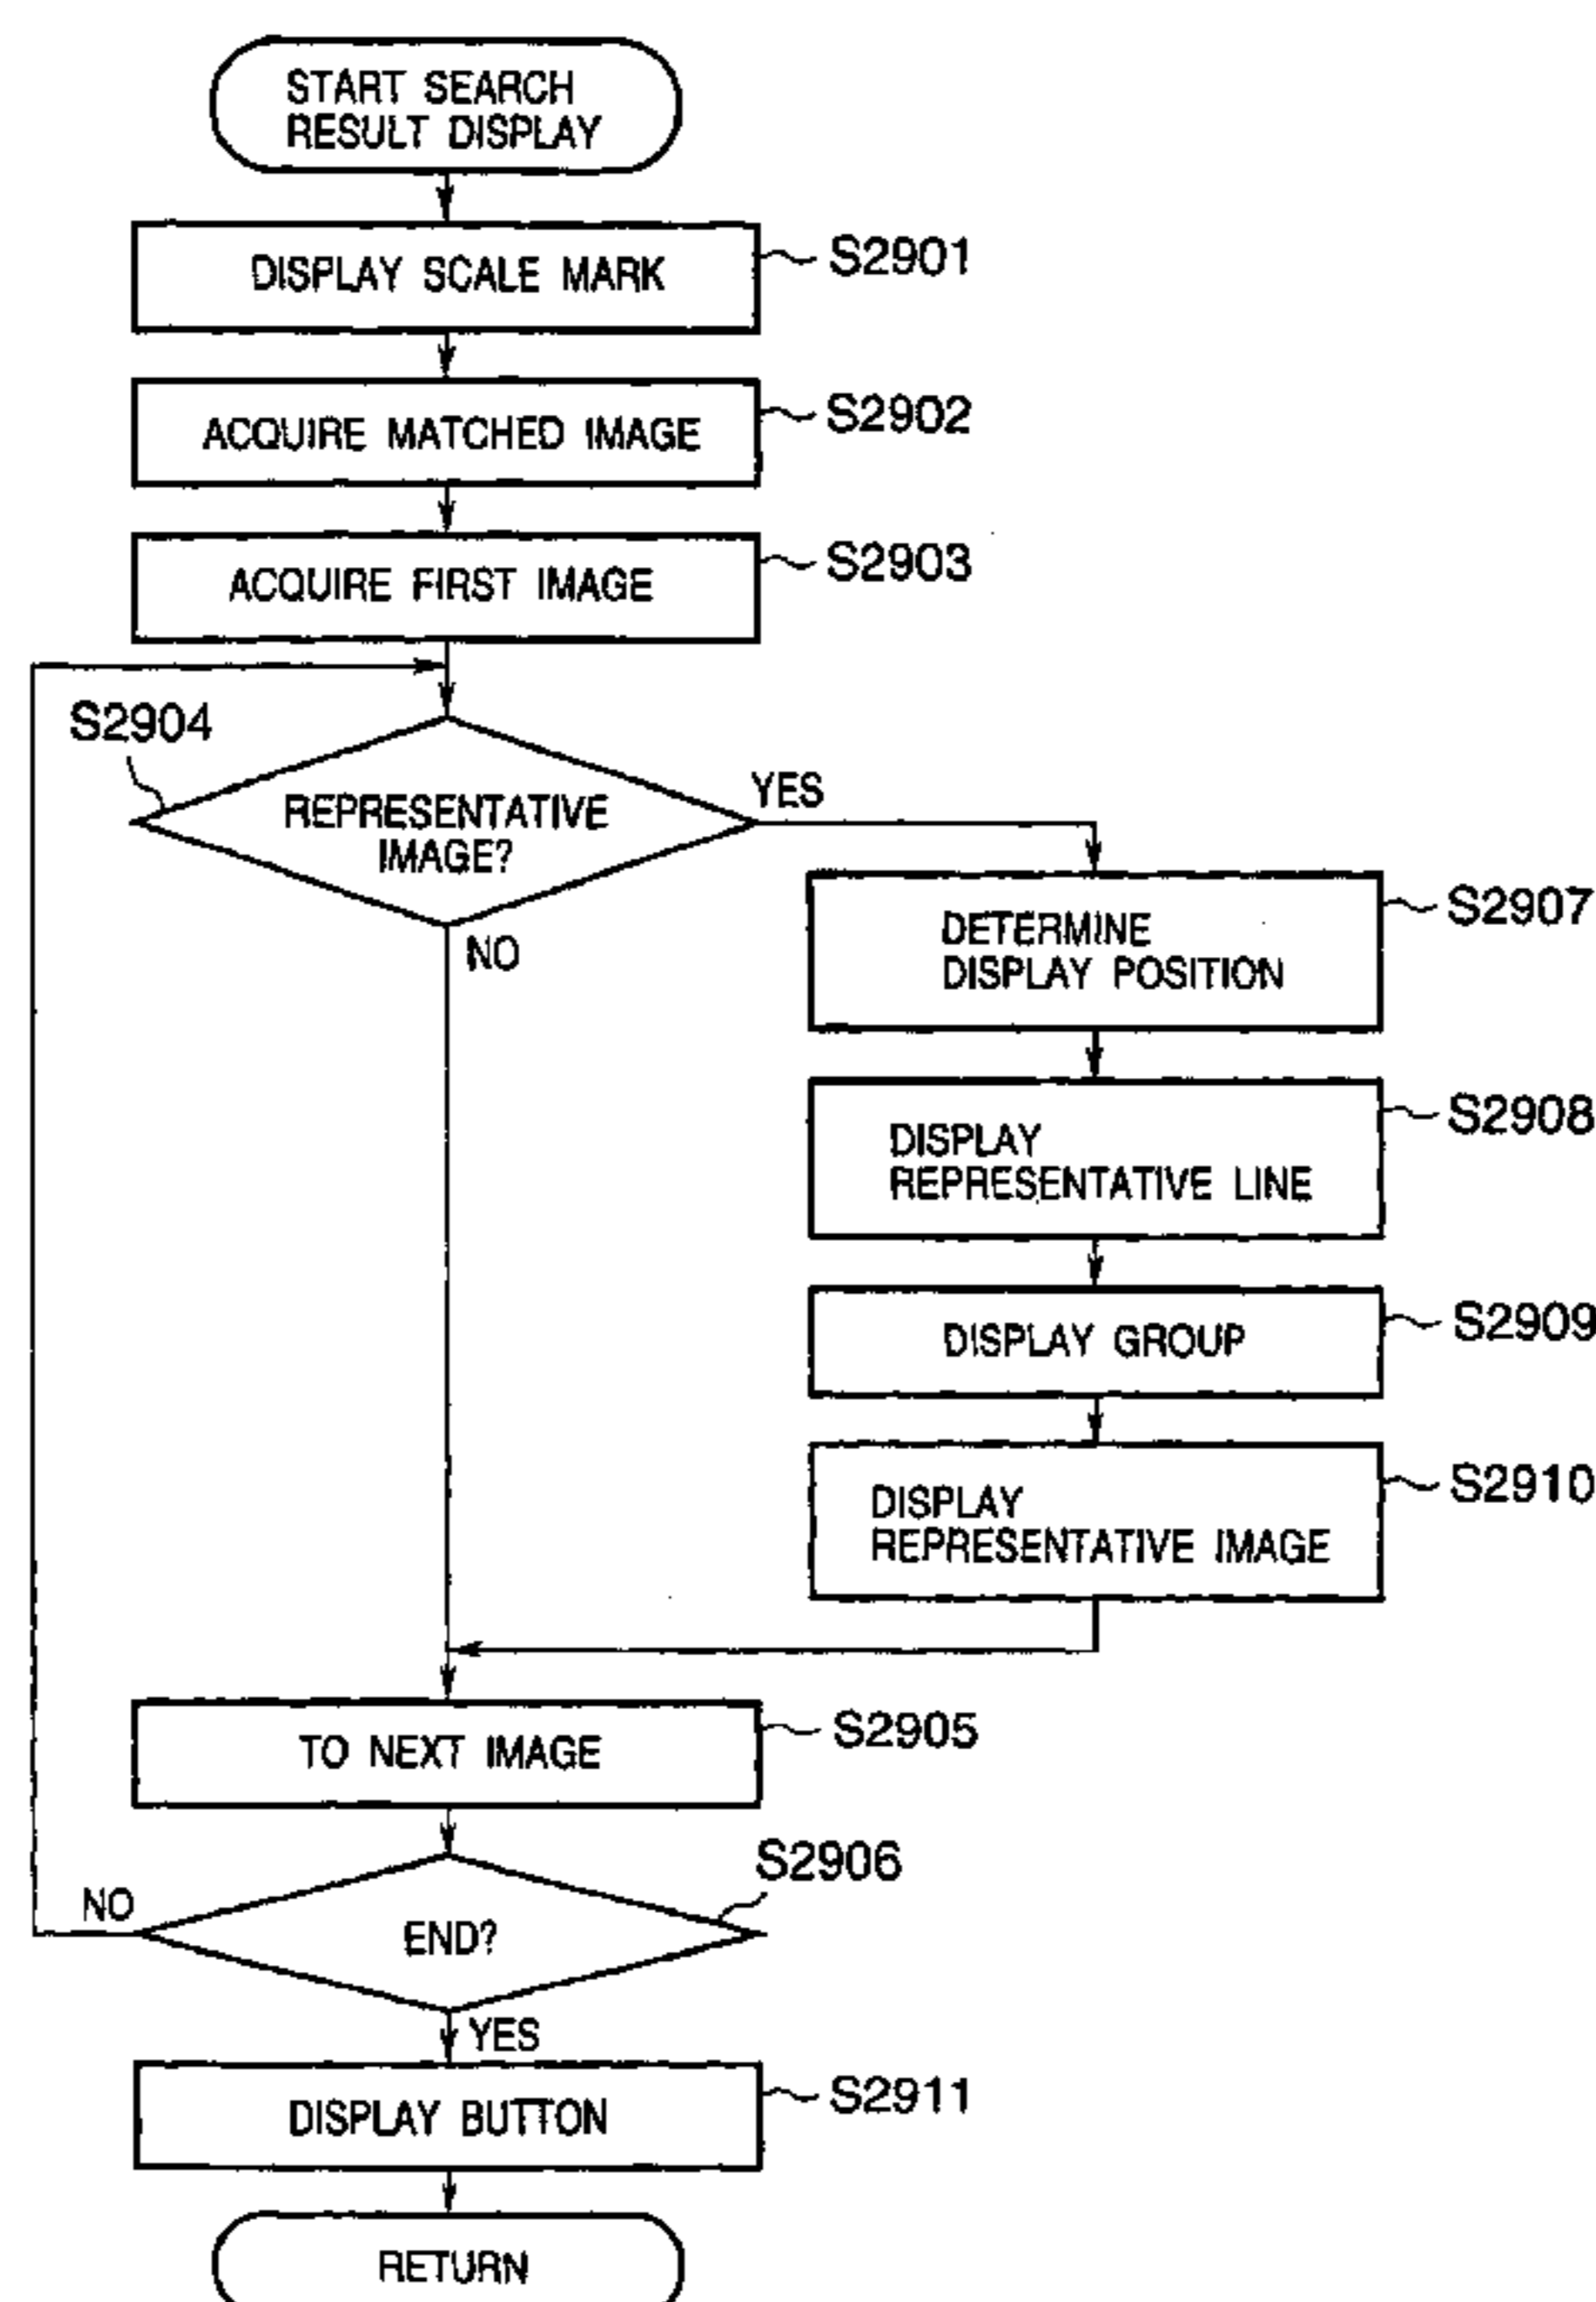 START SEARCH
RESULT DISPLAY
DISPLAY SCALE MARK
S2901
ACQUIRE MATCHED IMAGE
S2902
ACQUIRE FIRST IMAGE
S2903
S2904
REPRESENTATIVE
IMAGE?
YES
NO
DETERMINE
DISPLAY POSITION
S2907
DISPLAY
REPRESENTATIVE LINE
S2908
DISPLAY GROUP
S2909
DISPLAY
REPRESENTATIVE IMAGE
S2910
TO NEXT IMAGE
S2905
S2906
NO
END?
YES
DISPLAY BUTTON
S2911
RETURN